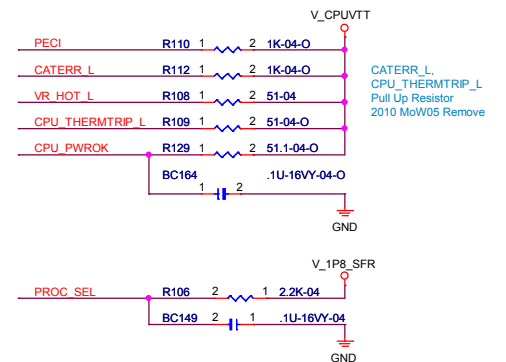 V_CPUVTT
PECI R110 1 2 1K-04-O
CATERR_L R112 1 2 1K-04-O
VR_HOT_L R108 1 2 51-04
CPU_THERMTRIP_L R109 1 2 51-04-O
CPU_PWROK R129 1 2 51.1-04-O
BC164 .1U-16VY-04-O
1 2
GND
CATERR_L,
CPU_THERMTRIP_L
Pull Up Resistor
2010 MoW05 Remove
V_1P8_SFR
PROC_SEL R106 2 1 2.2K-04
BC149 2 1 .1U-16VY-04
GND